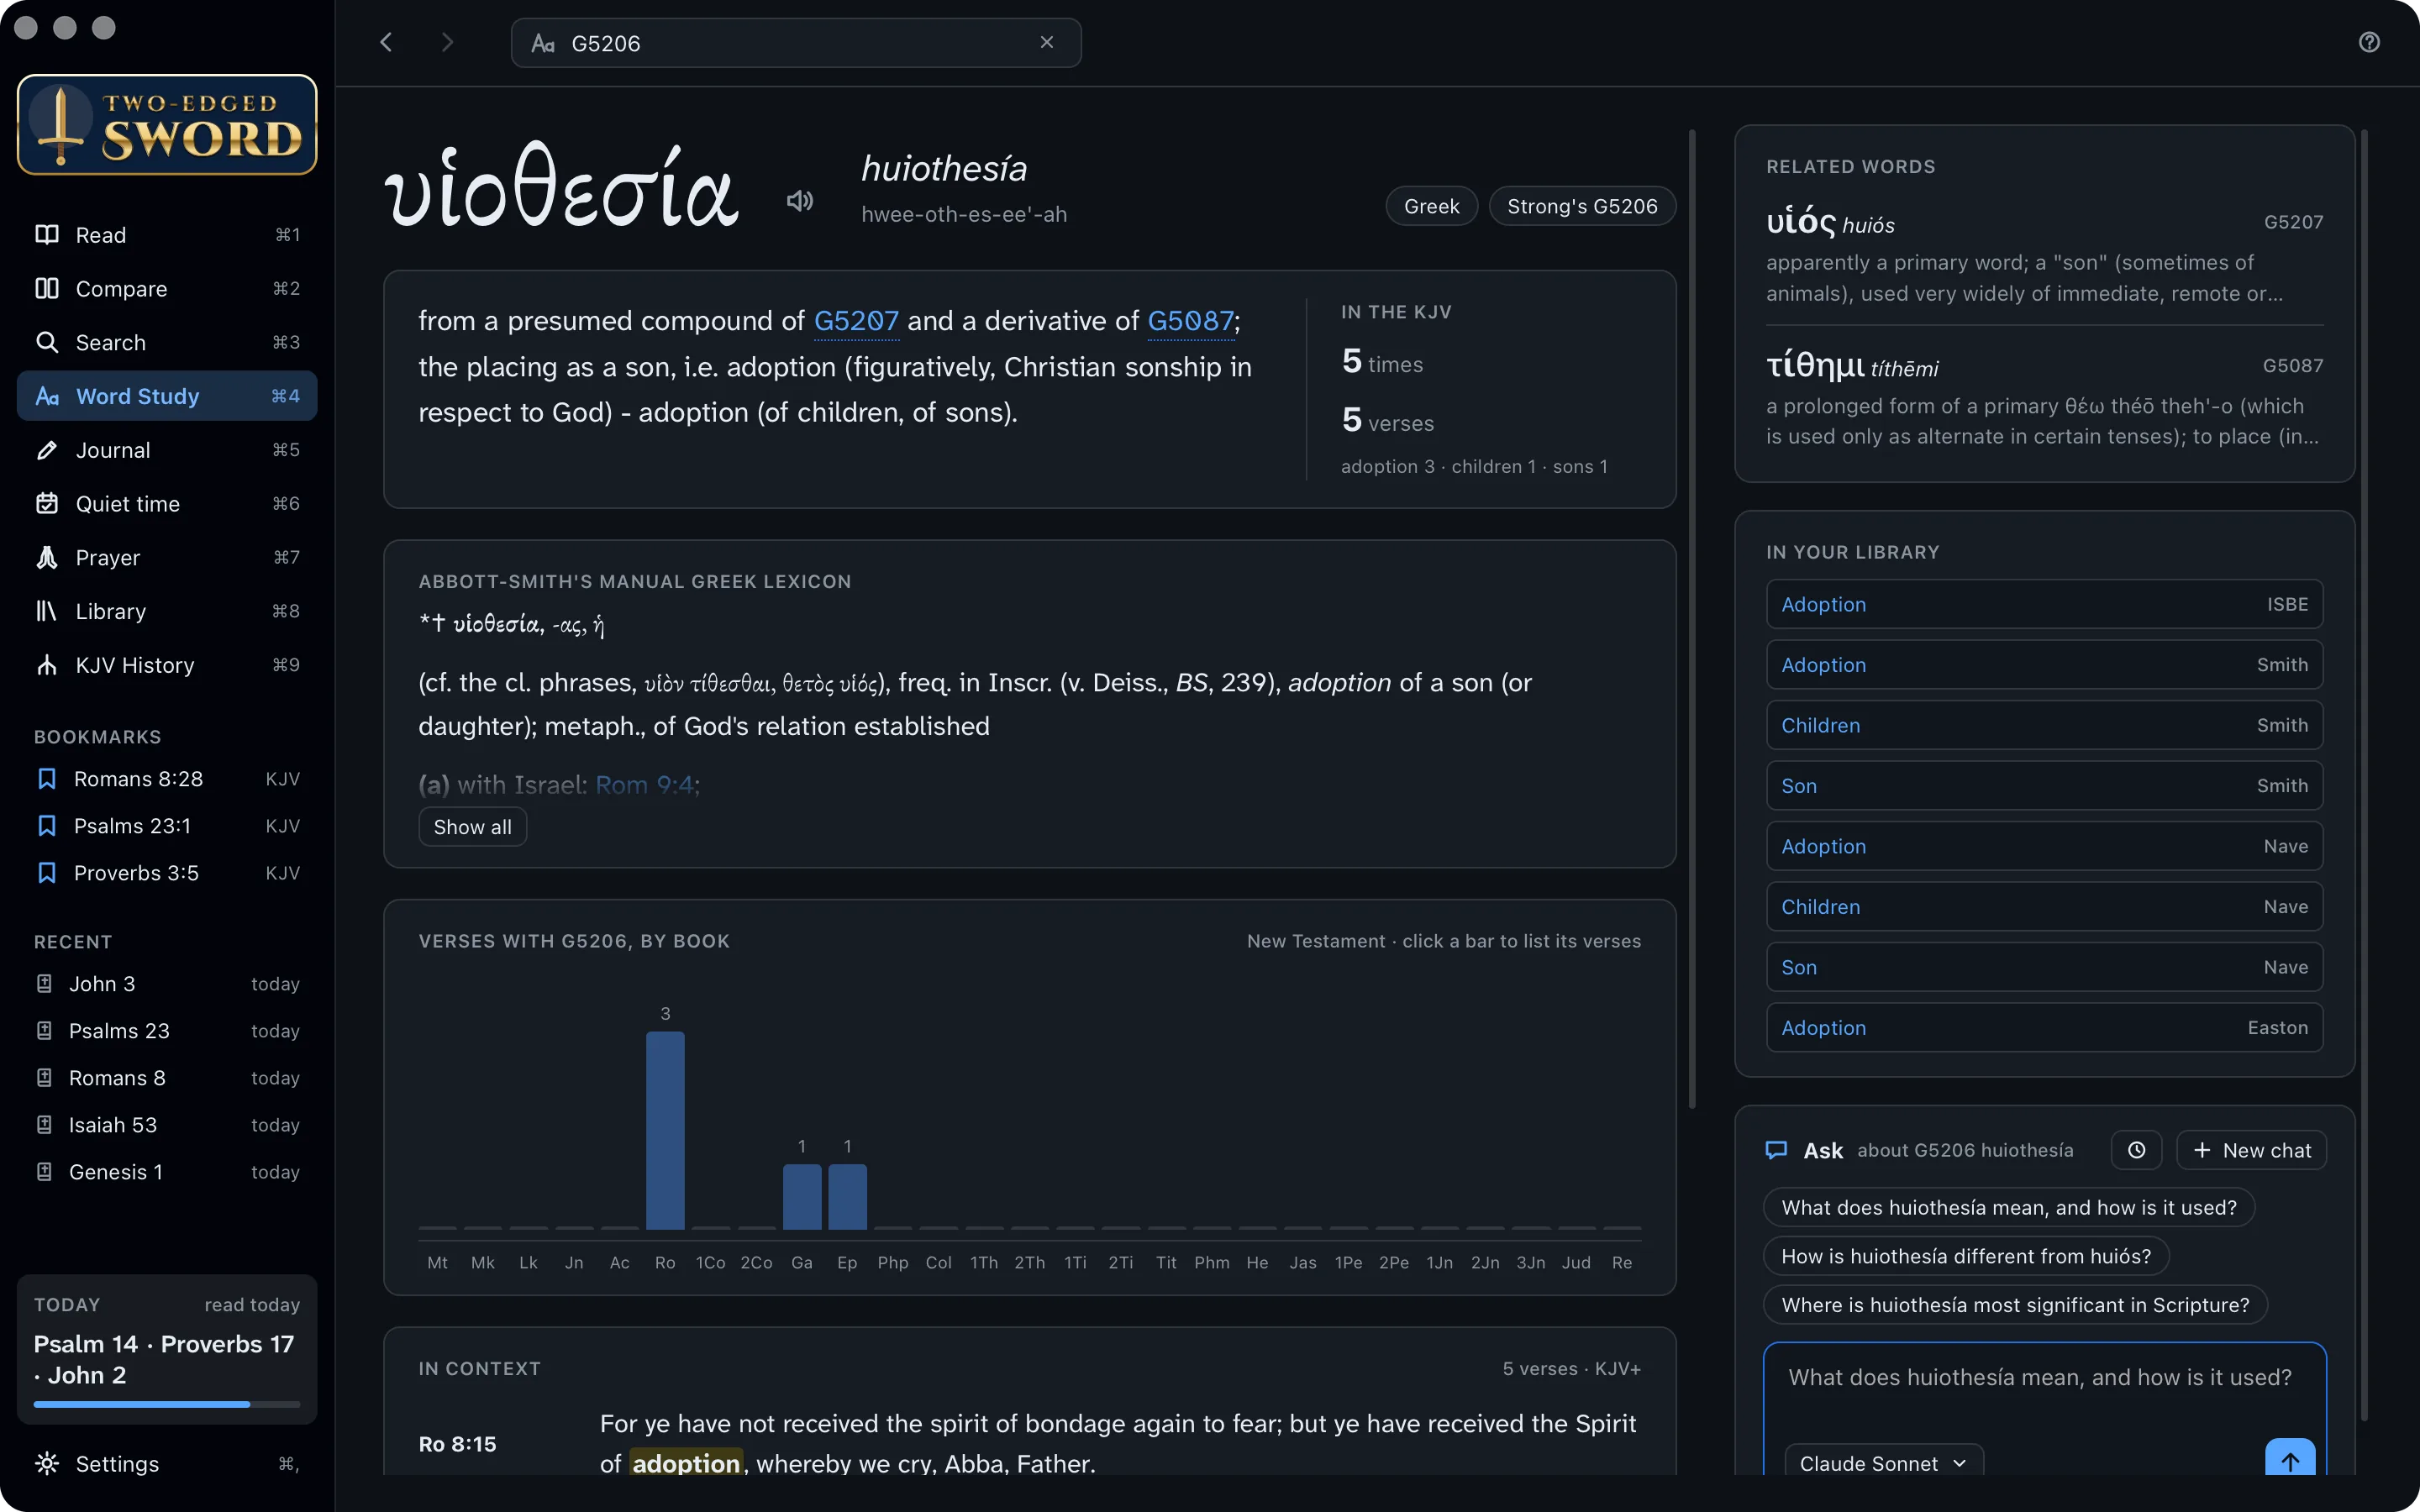 TWO-EDGED
SWORD
Read ⌘1
Compare ⌘2
Search ⌘3
Word Study ⌘4
Journal ⌘5
Quiet time ⌘6
Prayer ⌘7
Library ⌘8
KJV History ⌘9
BOOKMARKS
Romans 8:28 KJV
Psalms 23:1 KJV
Proverbs 3:5 KJV
RECENT
John 3 today
Psalms 23 today
Romans 8 today
Isaiah 53 today
Genesis 1 today
TODAY read today
Psalm 14 · Proverbs 17
· John 2
Settings ⌘,
G5206
υἱοθεσία
huiothesía
hwee-oth-es-ee'-ah
Greek
Strong's G5206
from a presumed compound of G5207 and a derivative of G5087;
the placing as a son, i.e. adoption (figuratively, Christian sonship in
respect to God) - adoption (of children, of sons).
IN THE KJV
5 times
5 verses
adoption 3 · children 1 · sons 1
ABBOTT-SMITH'S MANUAL GREEK LEXICON
*† υἱοθεσία, -ας, ἡ
(cf. the cl. phrases, υἱὸν τίθεσθαι, θετὸς υἱός), freq. in Inscr. (v. Deiss., BS, 239), adoption of a son (or
daughter); metaph., of God's relation established
(a) with Israel: Rom 9:4;
Show all
VERSES WITH G5206, BY BOOK
New Testament · click a bar to list its verses
3
1 1
Mt Mk Lk Jn Ac Ro 1Co 2Co Ga Ep Php Col 1Th 2Th 1Ti 2Ti Tit Phm He Jas 1Pe 2Pe 1Jn 2Jn 3Jn Jud Re
IN CONTEXT
5 verses · KJV+
Ro 8:15
For ye have not received the spirit of bondage again to fear; but ye have received the Spirit
of adoption, whereby we cry, Abba, Father.
RELATED WORDS
υἱός huiós G5207
apparently a primary word; a "son" (sometimes of
animals), used very widely of immediate, remote or...
τίθημι títhēmi G5087
a prolonged form of a primary θέω théō theh'-o (which
is used only as alternate in certain tenses); to place (in...
IN YOUR LIBRARY
Adoption ISBE
Adoption Smith
Children Smith
Son Smith
Adoption Nave
Children Nave
Son Nave
Adoption Easton
Ask about G5206 huiothesía
New chat
What does huiothesía mean, and how is it used?
How is huiothesía different from huiós?
Where is huiothesía most significant in Scripture?
What does huiothesía mean, and how is it used?
Claude Sonnet